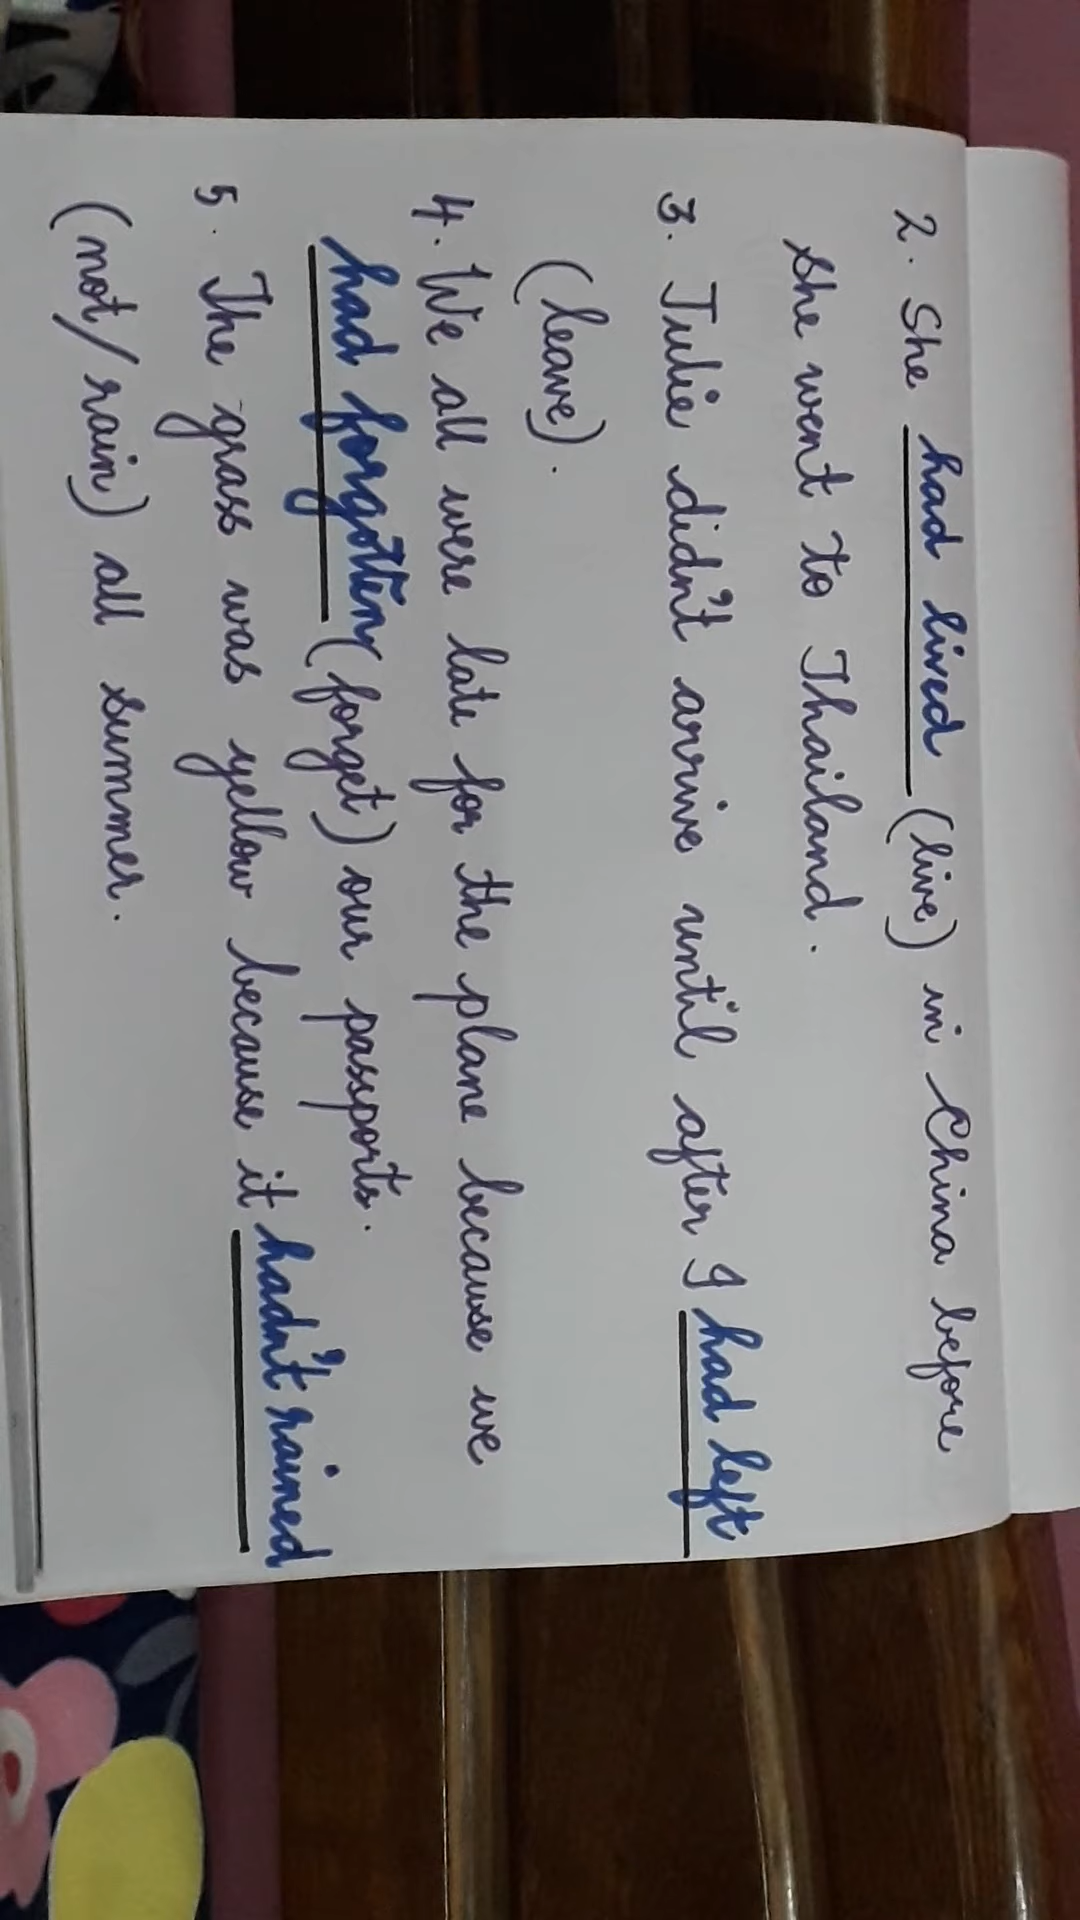 2. She had lived (live) in China before
she went to Thailand.
3. Julie didn't arrive until after I had left
(leave).
4. We all were late for the plane because we
had forgotten (forget) our passports.
5. The grass was yellow because it hadn't rained
(not/rain) all summer.